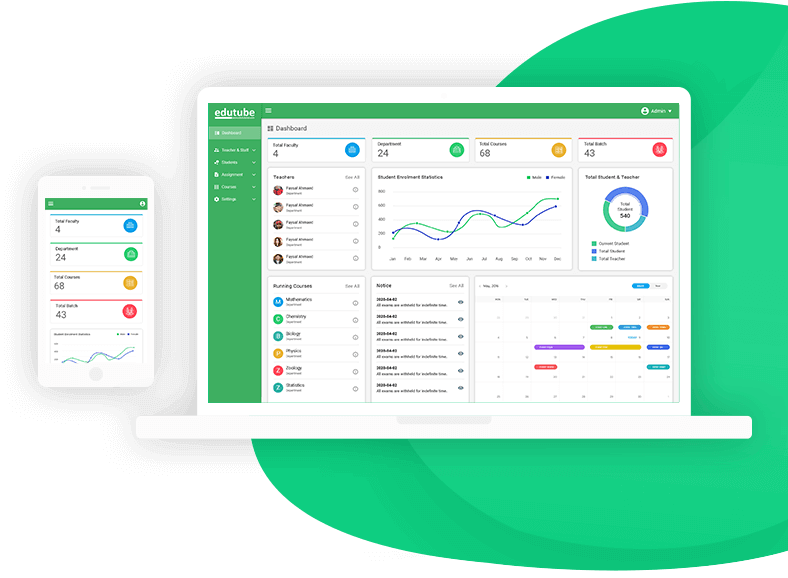 edutube
Admin
Dashboard
Teacher & Staff
Students
Assignment
Courses
Settings
Dashboard
Total Faculty
4
Department
24
Total Courses
68
Total Batch
43
Teachers
See All
Faysal Ahmaed
Department
Faysal Ahmaed
Department
Faysal Ahmaed
Department
Faysal Ahmaed
Department
Faysal Ahmaed
Department
Student Enrolment Statistics
Male
Female
800
600
400
200
0
Jan Feb Mar Apr May Jun Jul Aug Sep Oct Nov Dec
Total Student & Teacher
Total
Student
540
Current Student
Total Student
Total Teacher
Running Courses
See All
M Mathematics
Department
C Chemistry
Department
B Biology
Department
P Physics
Department
Z Zoology
Department
Z Statistics
Department
Notice
See All
2020-04-02
All exams are withheld for indefinite time.
2020-04-02
All exams are withheld for indefinite time.
2020-04-02
All exams are withheld for indefinite time.
2020-04-02
All exams are withheld for indefinite time.
2020-04-02
All exams are withheld for indefinite time.
2020-04-02
All exams are withheld for indefinite time.
Total Faculty
4
Department
24
Total Courses
68
Total Batch
43
Student Enrolment Statistics
Male
Female